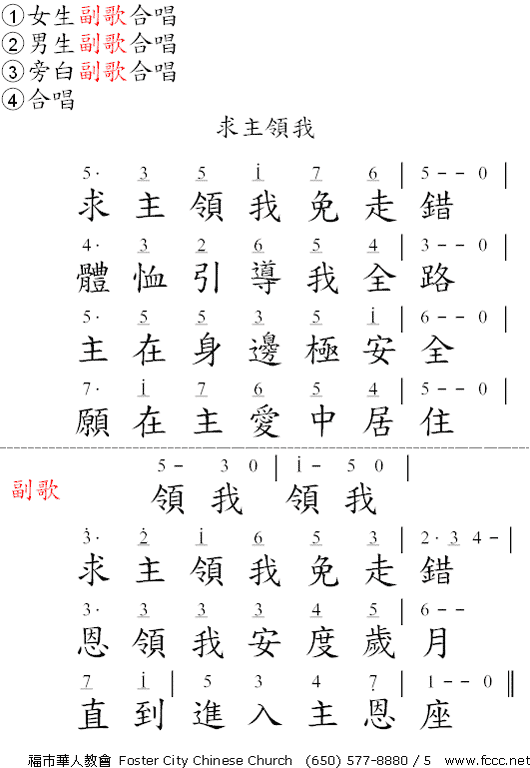 ①女生副歌合唱
②男生副歌合唱
③旁白副歌合唱
④合唱
求主領我
5· 3 5 i 7 6 | 5 - - 0 |
求主領我免走錯
4· 3 2 6 5 4 | 3 - - 0 |
體恤引導我全路
5· 5 5 3 5 i | 6 - - 0 |
主在身邊極安全
7· i 7 6 5 4 | 5 - - 0 |
願在主愛中居住
5 - 3 0 | i - 5 0 |
副歌 領我 領我
3̇· 2̇ i 6 5 3 | 2· 3 4 - |
求主領我免走錯
3· 3 3 3 4 5 | 6 - -
恩領我安度歲月
7 i | 5 3 4 7̣ | 1 - - 0 ‖
直到進入主恩座
福市華人教會 Foster City Chinese Church (650) 577-8880 / 5 www.fccc.net